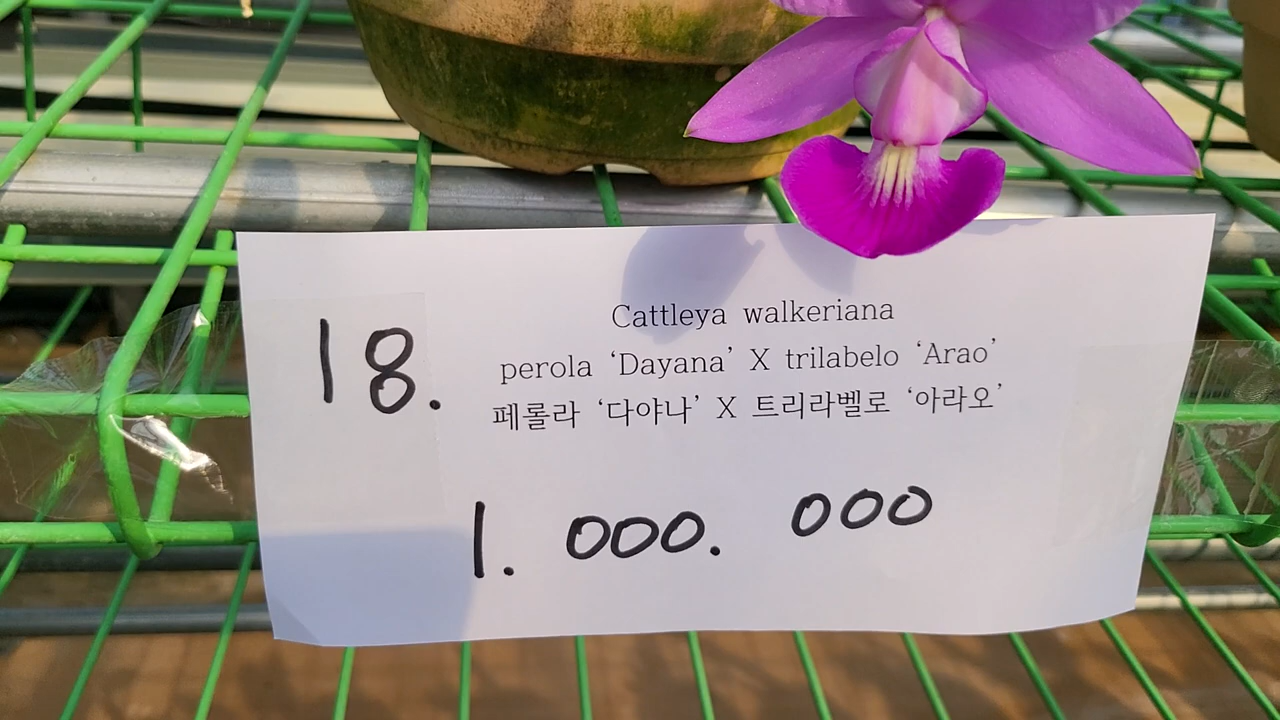 18.
Cattleya walkeriana
perola ‘Dayana’ X trilabelo ‘Arao’
페롤라 ‘다야나’ X 트리라벨로 ‘아라오’
1. 000. 000